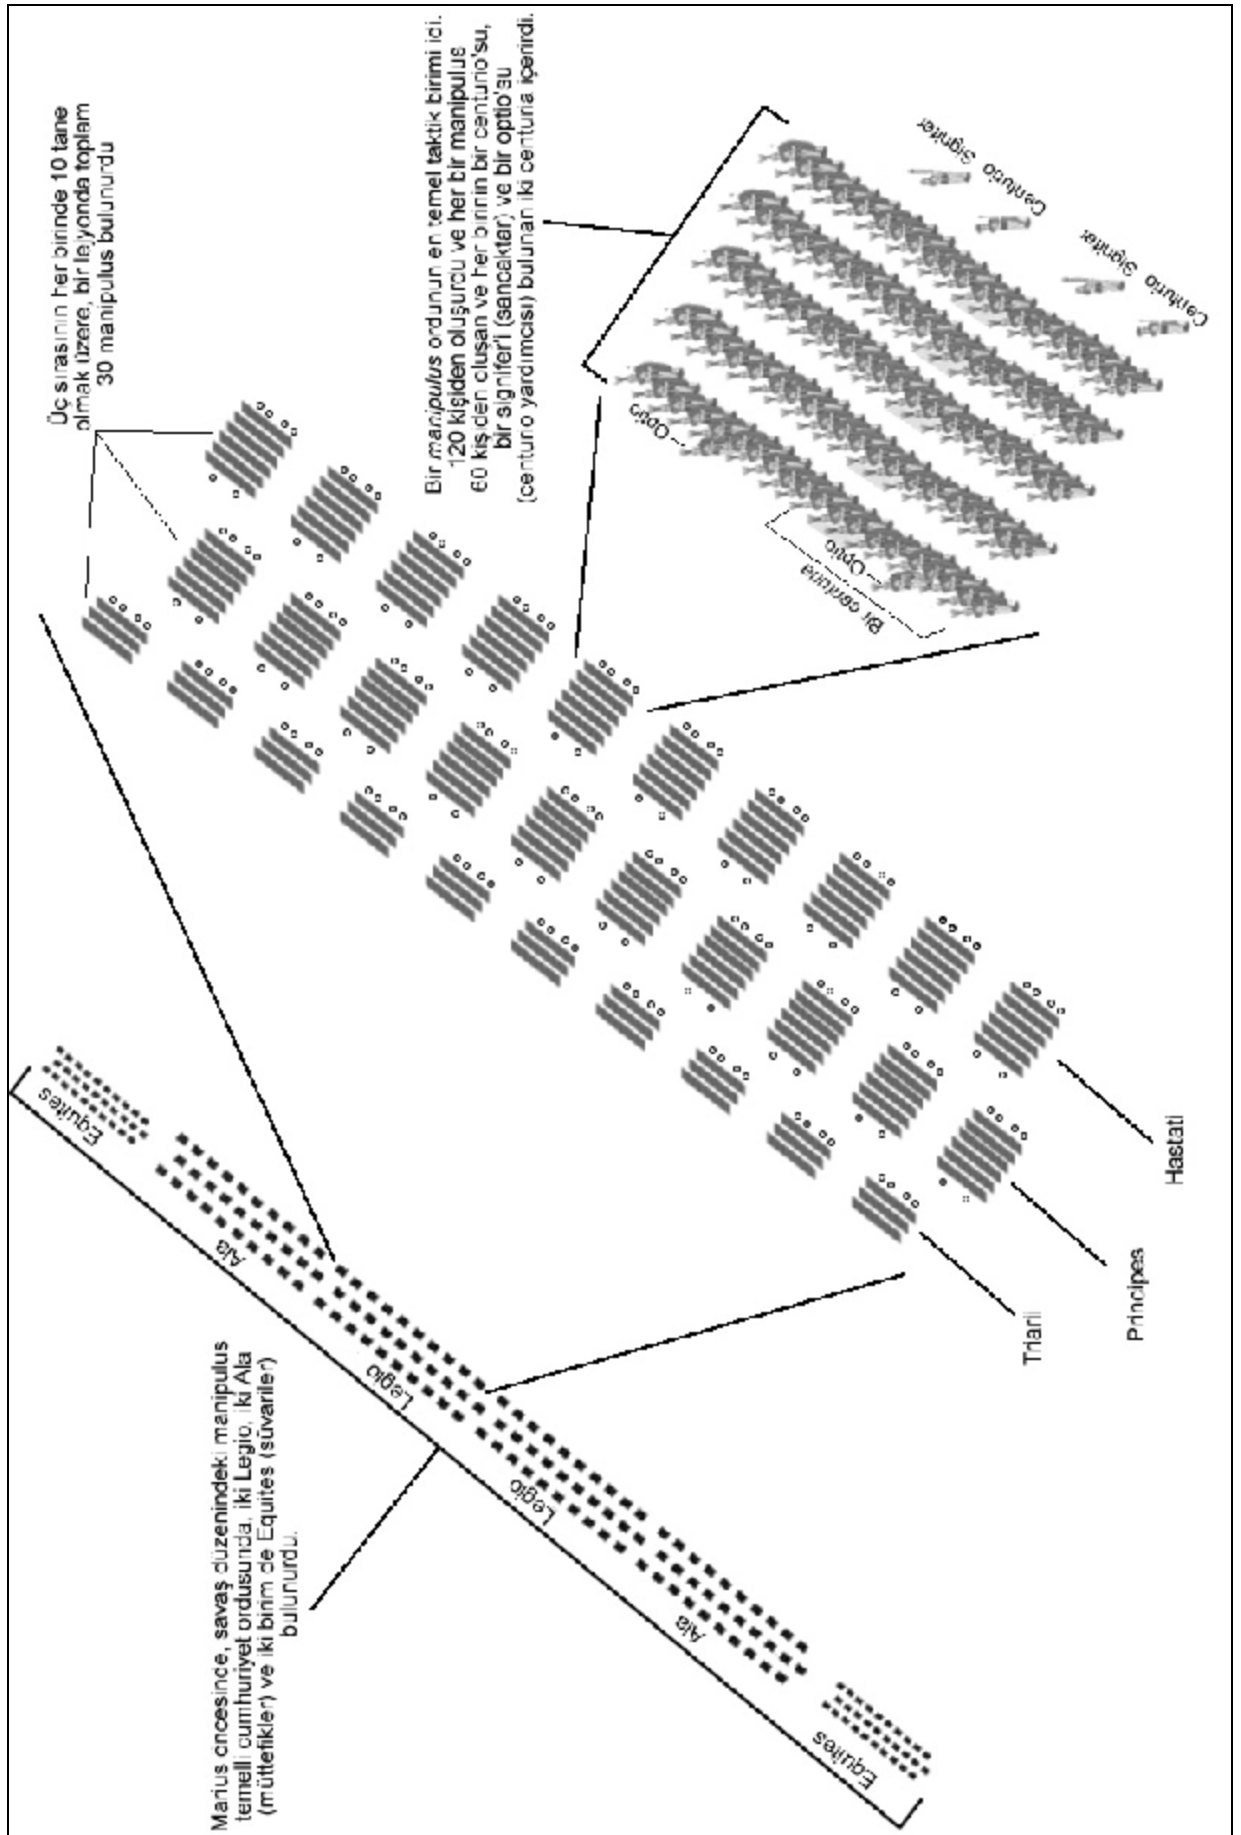 Üç sırasının her birinde 10 tane
olmak üzere, bir lejyonda toplam
30 manipulus bulunurdu
Bir manipulus ordunun en temel taktik birimi idi.
120 kişiden oluşurdu ve her bir manipulus
60 kişiden oluşan ve her birinin bir centurio'su,
bir signifer'i (sancaktar) ve bir optio'su
(centurio yardımcısı) bulunan iki centuria içerirdi.
Signifer
Centurio
Signifer
Centurio
Optio
Optio
Bir centuria
Hastati
Principes
Triarii
Equites
Ala
Legio
Legio
Ala
Equites
Marius öncesinde, savaş düzenindeki manipulus
temelli cumhuriyet ordusunda, iki Legio, iki Ala
(müttefikler) ve iki birim de Equites (süvariler)
bulunurdu.